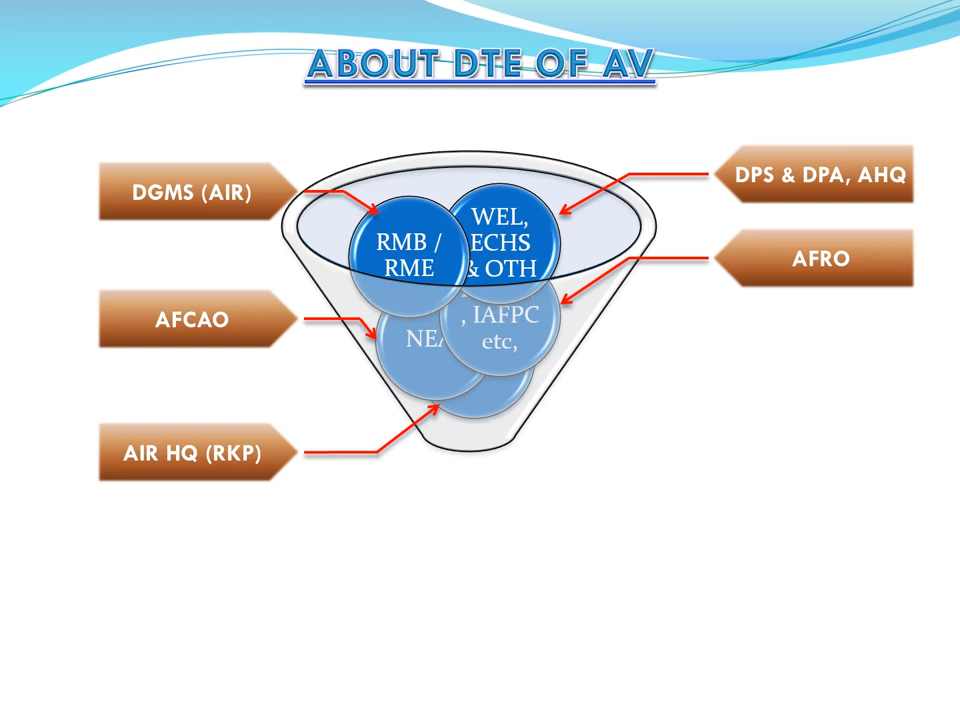 ABOUT DTE OF AV
DGMS (AIR)
DPS & DPA, AHQ
WEL,
ECHS
& OTH
RMB /
RME
AFRO
AFCAO
, IAFPC
etc,
AIR HQ (RKP)